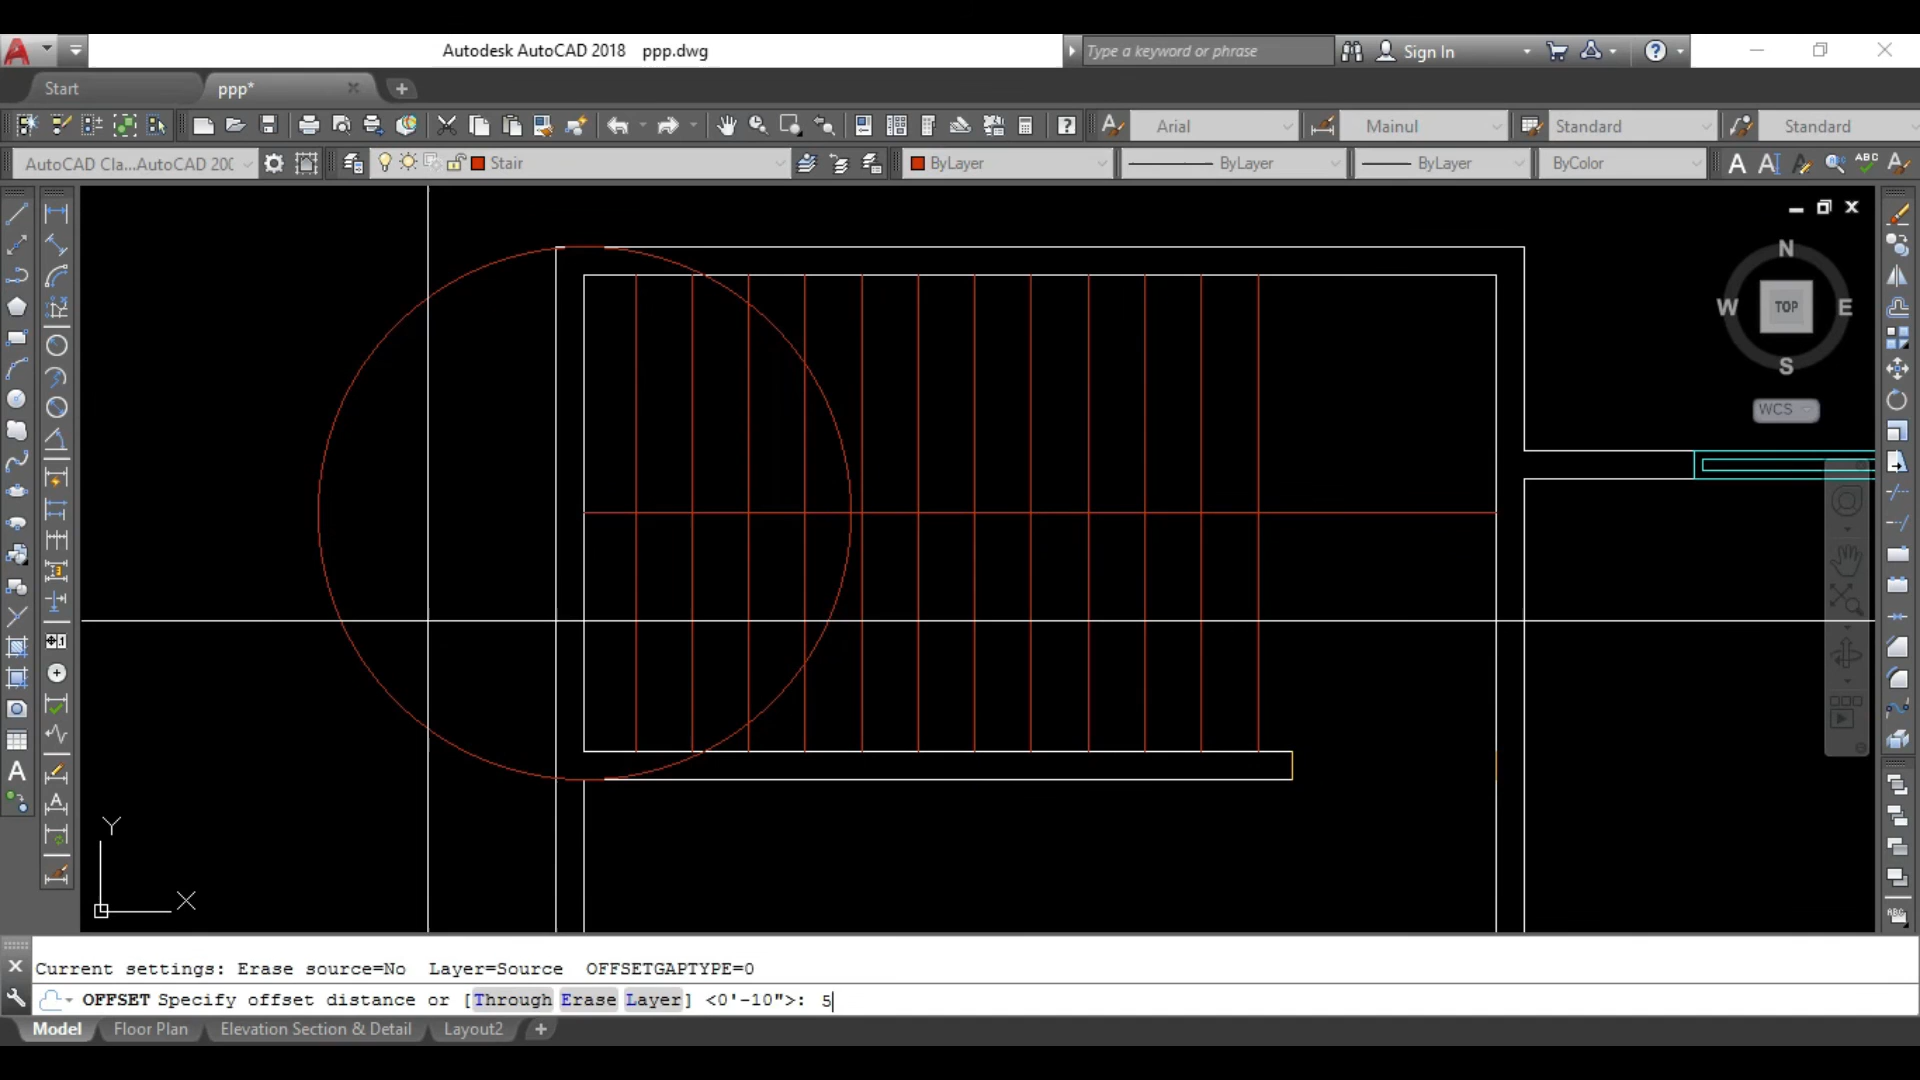 Autodesk AutoCAD 2018 ppp.dwg
Type a keyword or phrase
Sign In
Start
ppp*
Arial
Mainul
Standard
Standard
AutoCAD Cla...AutoCAD 200
Stair
ByLayer
ByLayer
ByLayer
ByColor
N
W
TOP
E
S
WCS
Y
X
Current settings: Erase source=No Layer=Source OFFSETGAPTYPE=0
OFFSET Specify offset distance or [Through Erase Layer] <0'-10">: 5
Model
Floor Plan
Elevation Section & Detail
Layout2